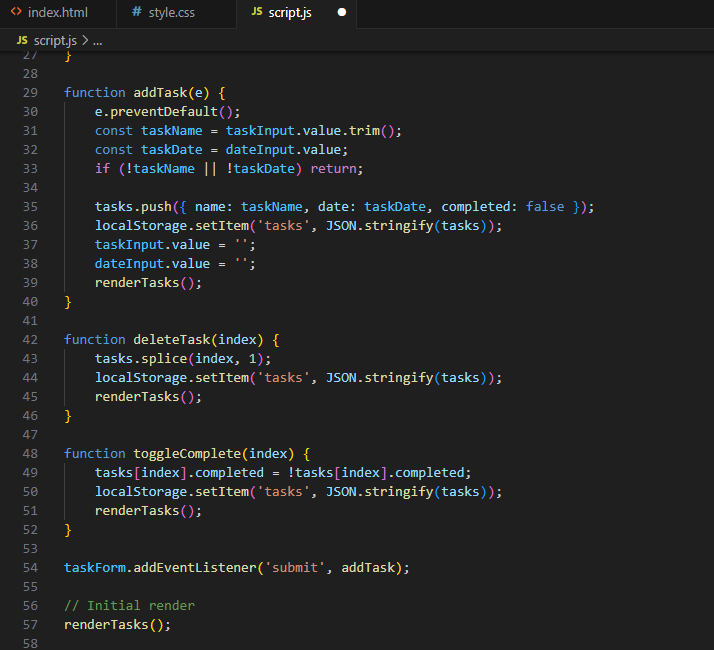 <> index.html # style.css JS script.js ●
JS script.js > ...
27 }
28
29 function addTask(e) {
30     e.preventDefault();
31     const taskName = taskInput.value.trim();
32     const taskDate = dateInput.value;
33     if (!taskName || !taskDate) return;
34
35     tasks.push({ name: taskName, date: taskDate, completed: false });
36     localStorage.setItem('tasks', JSON.stringify(tasks));
37     taskInput.value = '';
38     dateInput.value = '';
39     renderTasks();
40 }
41
42 function deleteTask(index) {
43     tasks.splice(index, 1);
44     localStorage.setItem('tasks', JSON.stringify(tasks));
45     renderTasks();
46 }
47
48 function toggleComplete(index) {
49     tasks[index].completed = !tasks[index].completed;
50     localStorage.setItem('tasks', JSON.stringify(tasks));
51     renderTasks();
52 }
53
54 taskForm.addEventListener('submit', addTask);
55
56 // Initial render
57 renderTasks();
58